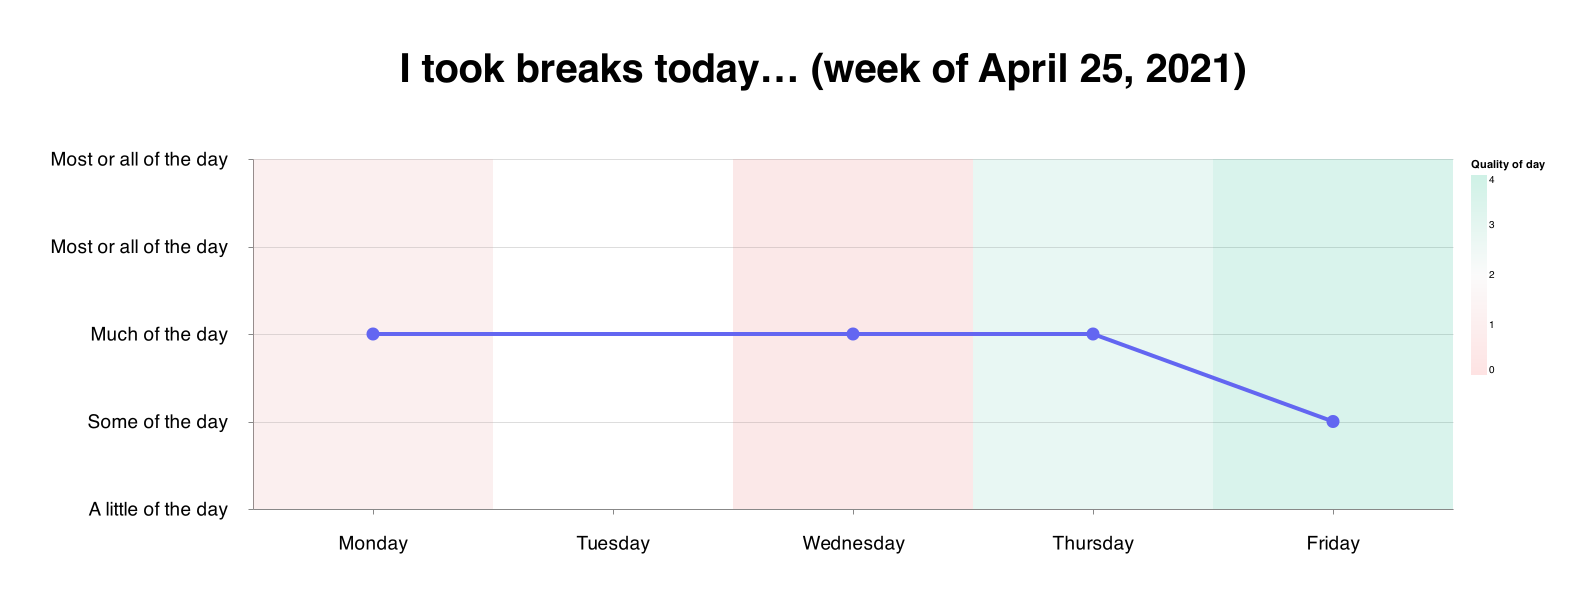 I took breaks today… (week of April 25, 2021)
Most or all of the day
Most or all of the day
Much of the day
Some of the day
A little of the day
Monday
Tuesday
Wednesday
Thursday
Friday
Quality of day
4
3
2
1
0